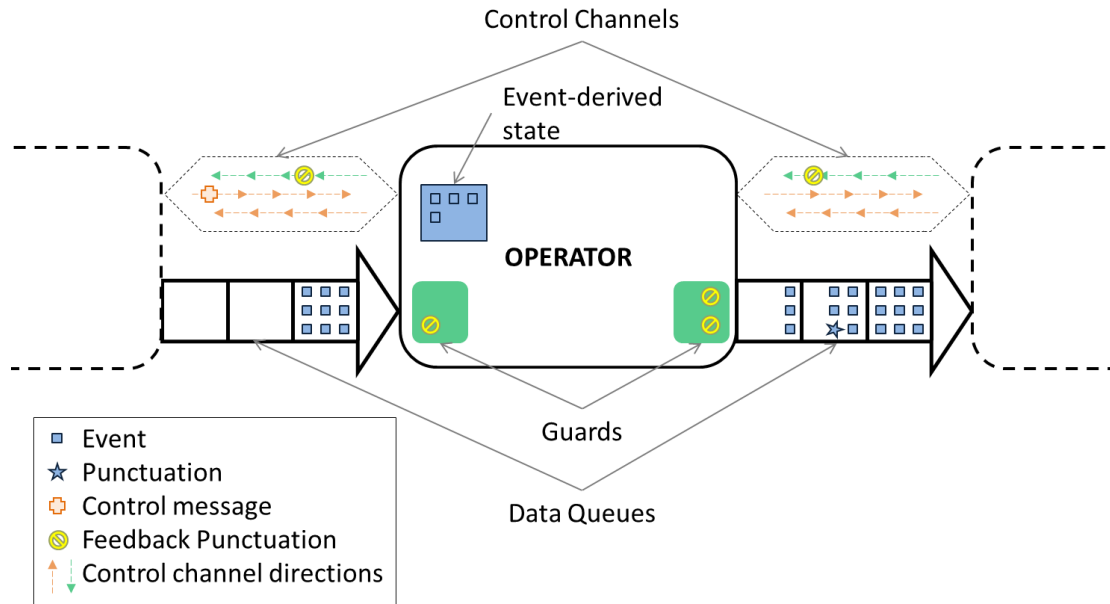 Control Channels
Event-derived
state
OPERATOR
Guards
Data Queues
Event
Punctuation
Control message
Feedback Punctuation
Control channel directions